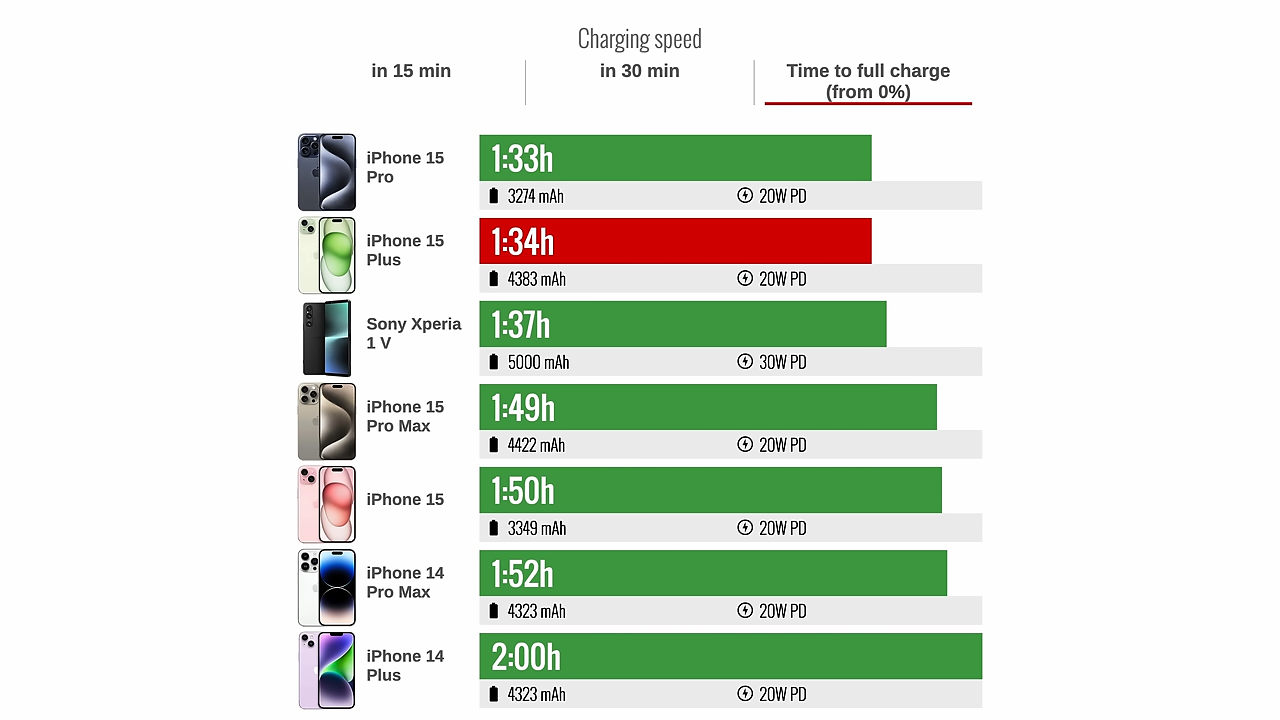 Charging speed
in 15 min
in 30 min
Time to full charge
(from 0%)
iPhone 15
Pro
1:33h
3274 mAh
20W PD
iPhone 15
Plus
1:34h
4383 mAh
20W PD
Sony Xperia
1 V
1:37h
5000 mAh
30W PD
iPhone 15
Pro Max
1:49h
4422 mAh
20W PD
iPhone 15
1:50h
3349 mAh
20W PD
iPhone 14
Pro Max
1:52h
4323 mAh
20W PD
iPhone 14
Plus
2:00h
4323 mAh
20W PD